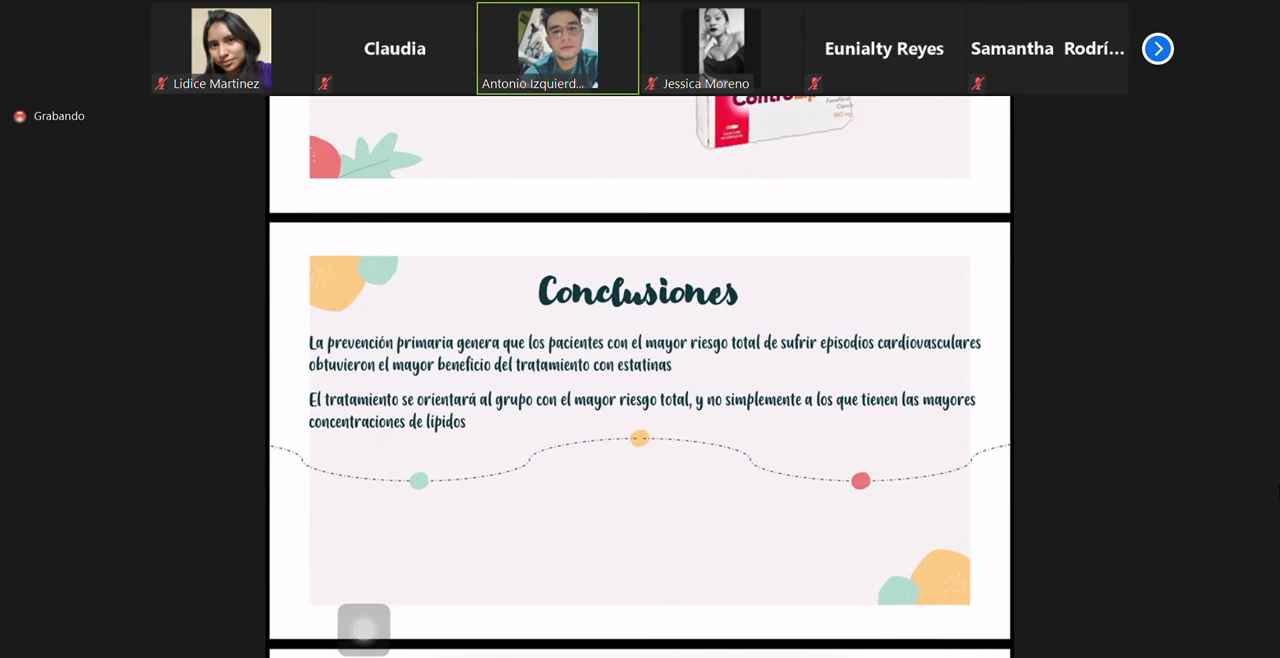 Claudia
Eunialty Reyes
Samantha Rodrí...
Lidice Martinez
Antonio Izquierd...
Jessica Moreno
Grabando
160 mg
Conclusiones
La prevención primaria genera que los pacientes con el mayor riesgo total de sufrir episodios cardiovasculares
obtuvieron el mayor beneficio del tratamiento con estatinas
El tratamiento se orientará al grupo con el mayor riesgo total, y no simplemente a los que tienen las mayores
concentraciones de lípidos